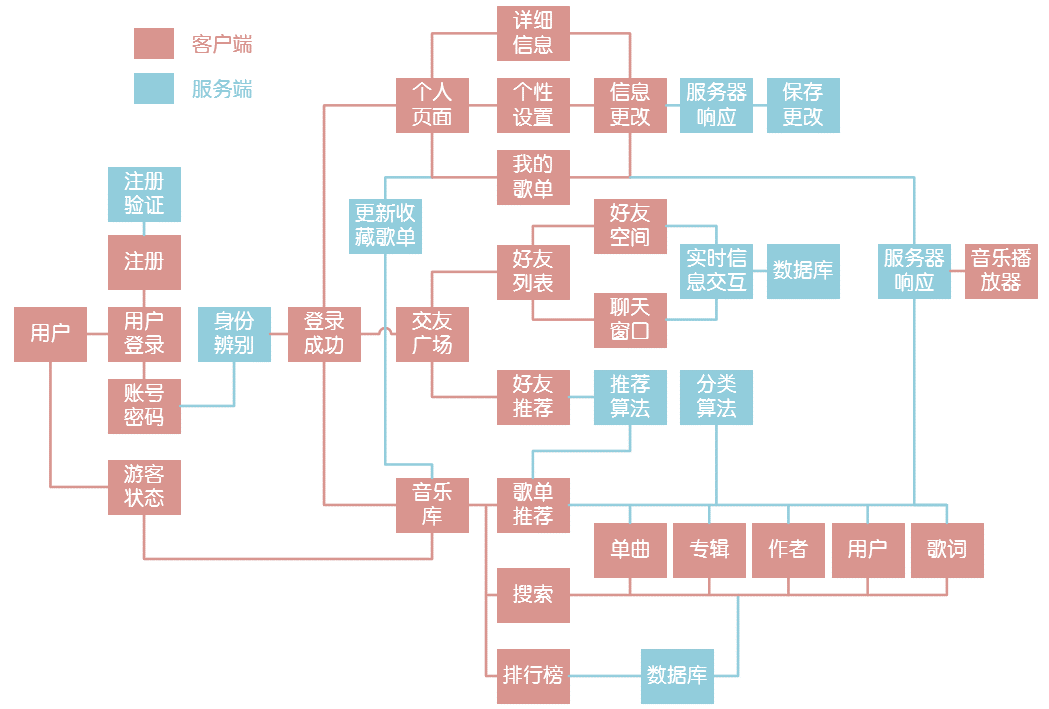 客户端
服务端
详细
信息
个人
页面
个性
设置
信息
更改
服务器
响应
保存
更改
我的
歌单
注册
验证
更新收
藏歌单
好友
空间
注册
好友
列表
实时信
息交互
数据库
服务器
响应
音乐播
放器
聊天
窗口
用户
用户
登录
身份
辨别
登录
成功
交友
广场
账号
密码
好友
推荐
推荐
算法
分类
算法
游客
状态
音乐
库
歌单
推荐
单曲
专辑
作者
用户
歌词
搜索
排行榜
数据库